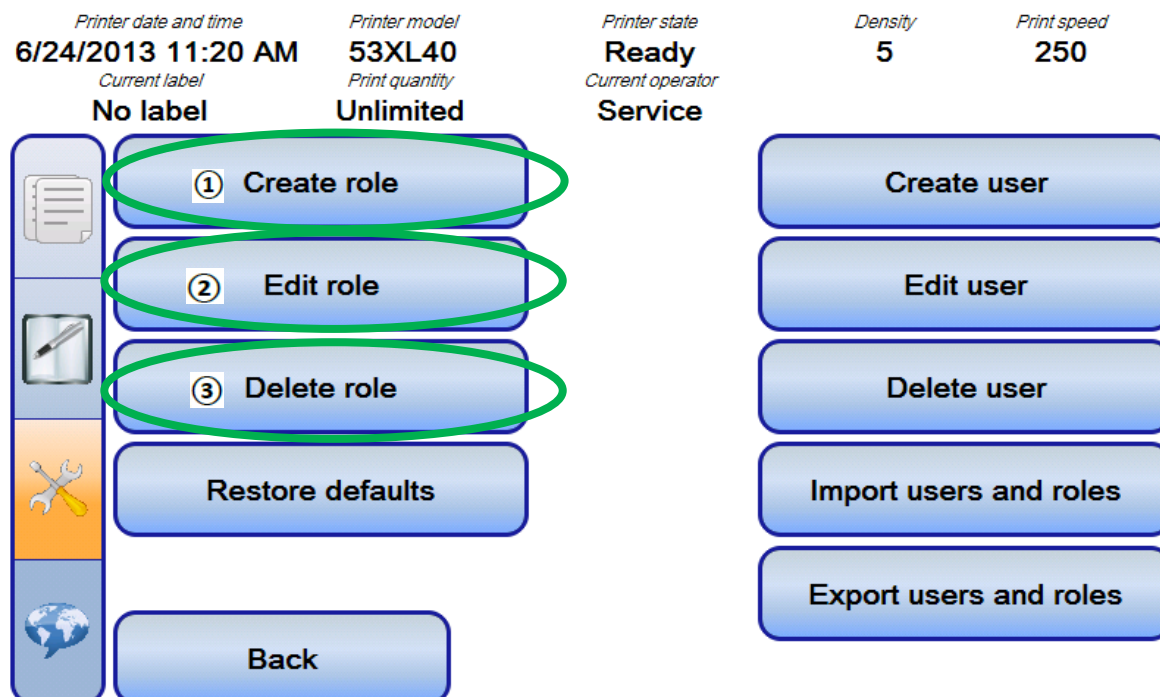 Printer date and time Printer model Printer state Density Print speed
6/24/2013 11:20 AM 53XL40 Ready 5 250
Current label Print quantity Current operator
No label Unlimited Service
① Create role Create user
② Edit role Edit user
③ Delete role Delete user
Restore defaults Import users and roles
Export users and roles
Back